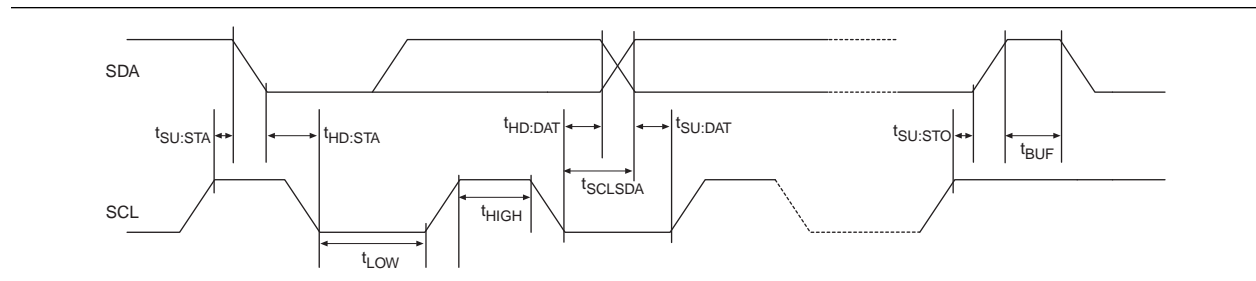 SDA
tSU:STA
tHD:STA
tHD:DAT
tSU:DAT
tSU:STO
tBUF
tSCLSDA
SCL
tHIGH
tLOW